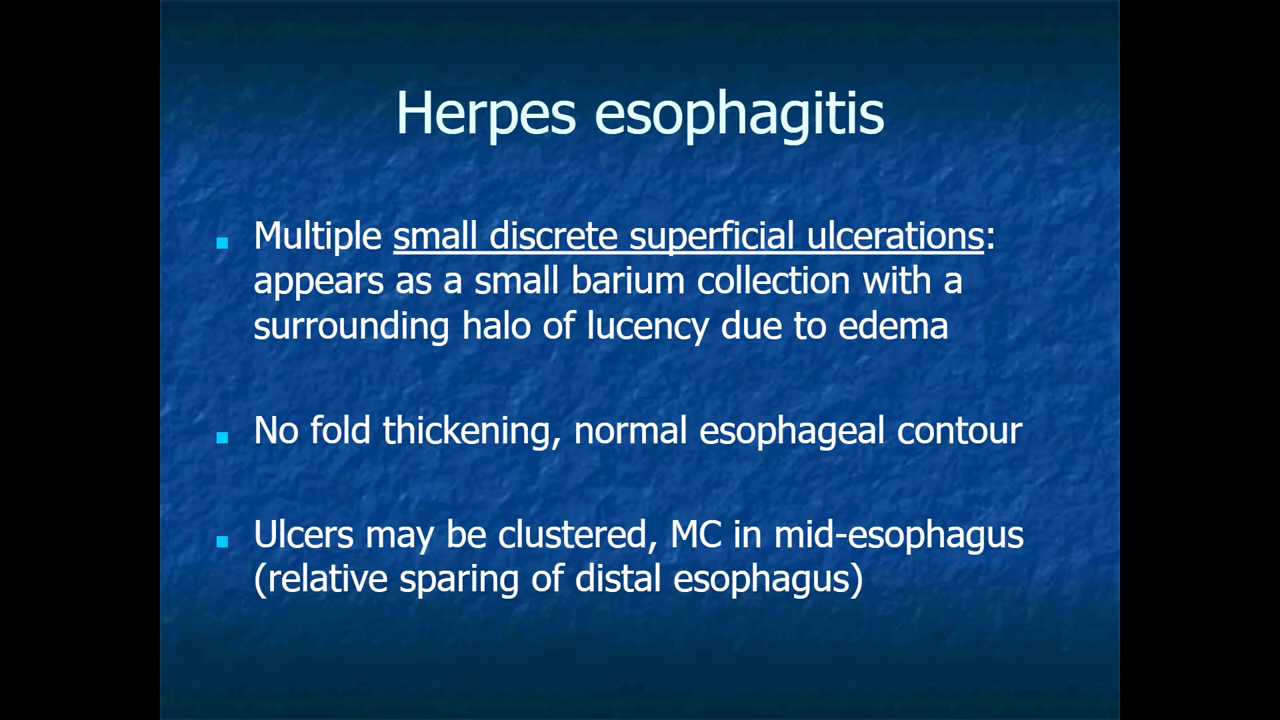 Herpes esophagitis
Multiple small discrete superficial ulcerations:
appears as a small barium collection with a
surrounding halo of lucency due to edema
No fold thickening, normal esophageal contour
Ulcers may be clustered, MC in mid-esophagus
(relative sparing of distal esophagus)